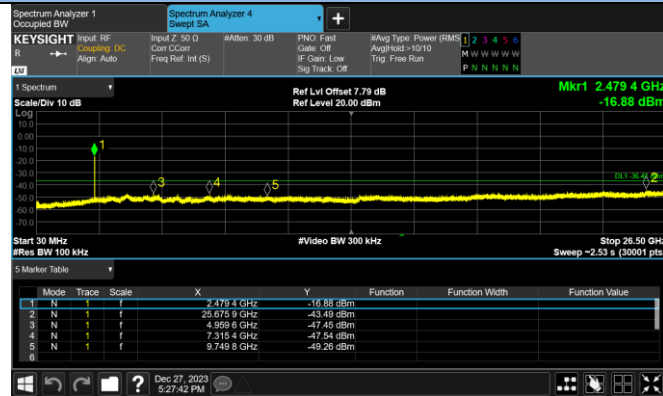 Spectrum Analyzer 1
Occupied BW
Spectrum Analyzer 4
Swept SA
+
KEYSIGHT
R
LXI
Input: RF
Coupling: DC
Align: Auto
Input Z: 50 Ω
Corr CCorr
Freq Ref: Int (S)
#Atten: 30 dB
PNO: Fast
Gate: Off
IF Gain: Low
Sig Track: Off
#Avg Type: Power (RMS
Avg|Hold:>10/10
Trig: Free Run
1 2 3 4 5 6
M W W W W W
P N N N N N
1 Spectrum
Scale/Div 10 dB
Ref Lvl Offset 7.79 dB
Ref Level 20.00 dBm
Mkr1 2.479 4 GHz
-16.88 dBm
Log
10.0
0.00
-10.0
-20.0
-30.0
-40.0
-50.0
-60.0
-70.0
1
3
4
5
2
Start 30 MHz
#Res BW 100 kHz
#Video BW 300 kHz
Stop 26.50 GHz
Sweep ~2.53 s (30001 pts)
5 Marker Table
Mode Trace Scale X Y Function Function Width Function Value
1 N 1 f 2.479 4 GHz -16.88 dBm
2 N 1 f 25.675 9 GHz -43.49 dBm
3 N 1 f 4.959 6 GHz -47.45 dBm
4 N 1 f 7.315 4 GHz -47.54 dBm
5 N 1 f 9.749 8 GHz -49.26 dBm
6
?
Dec 27, 2023
5:27:42 PM